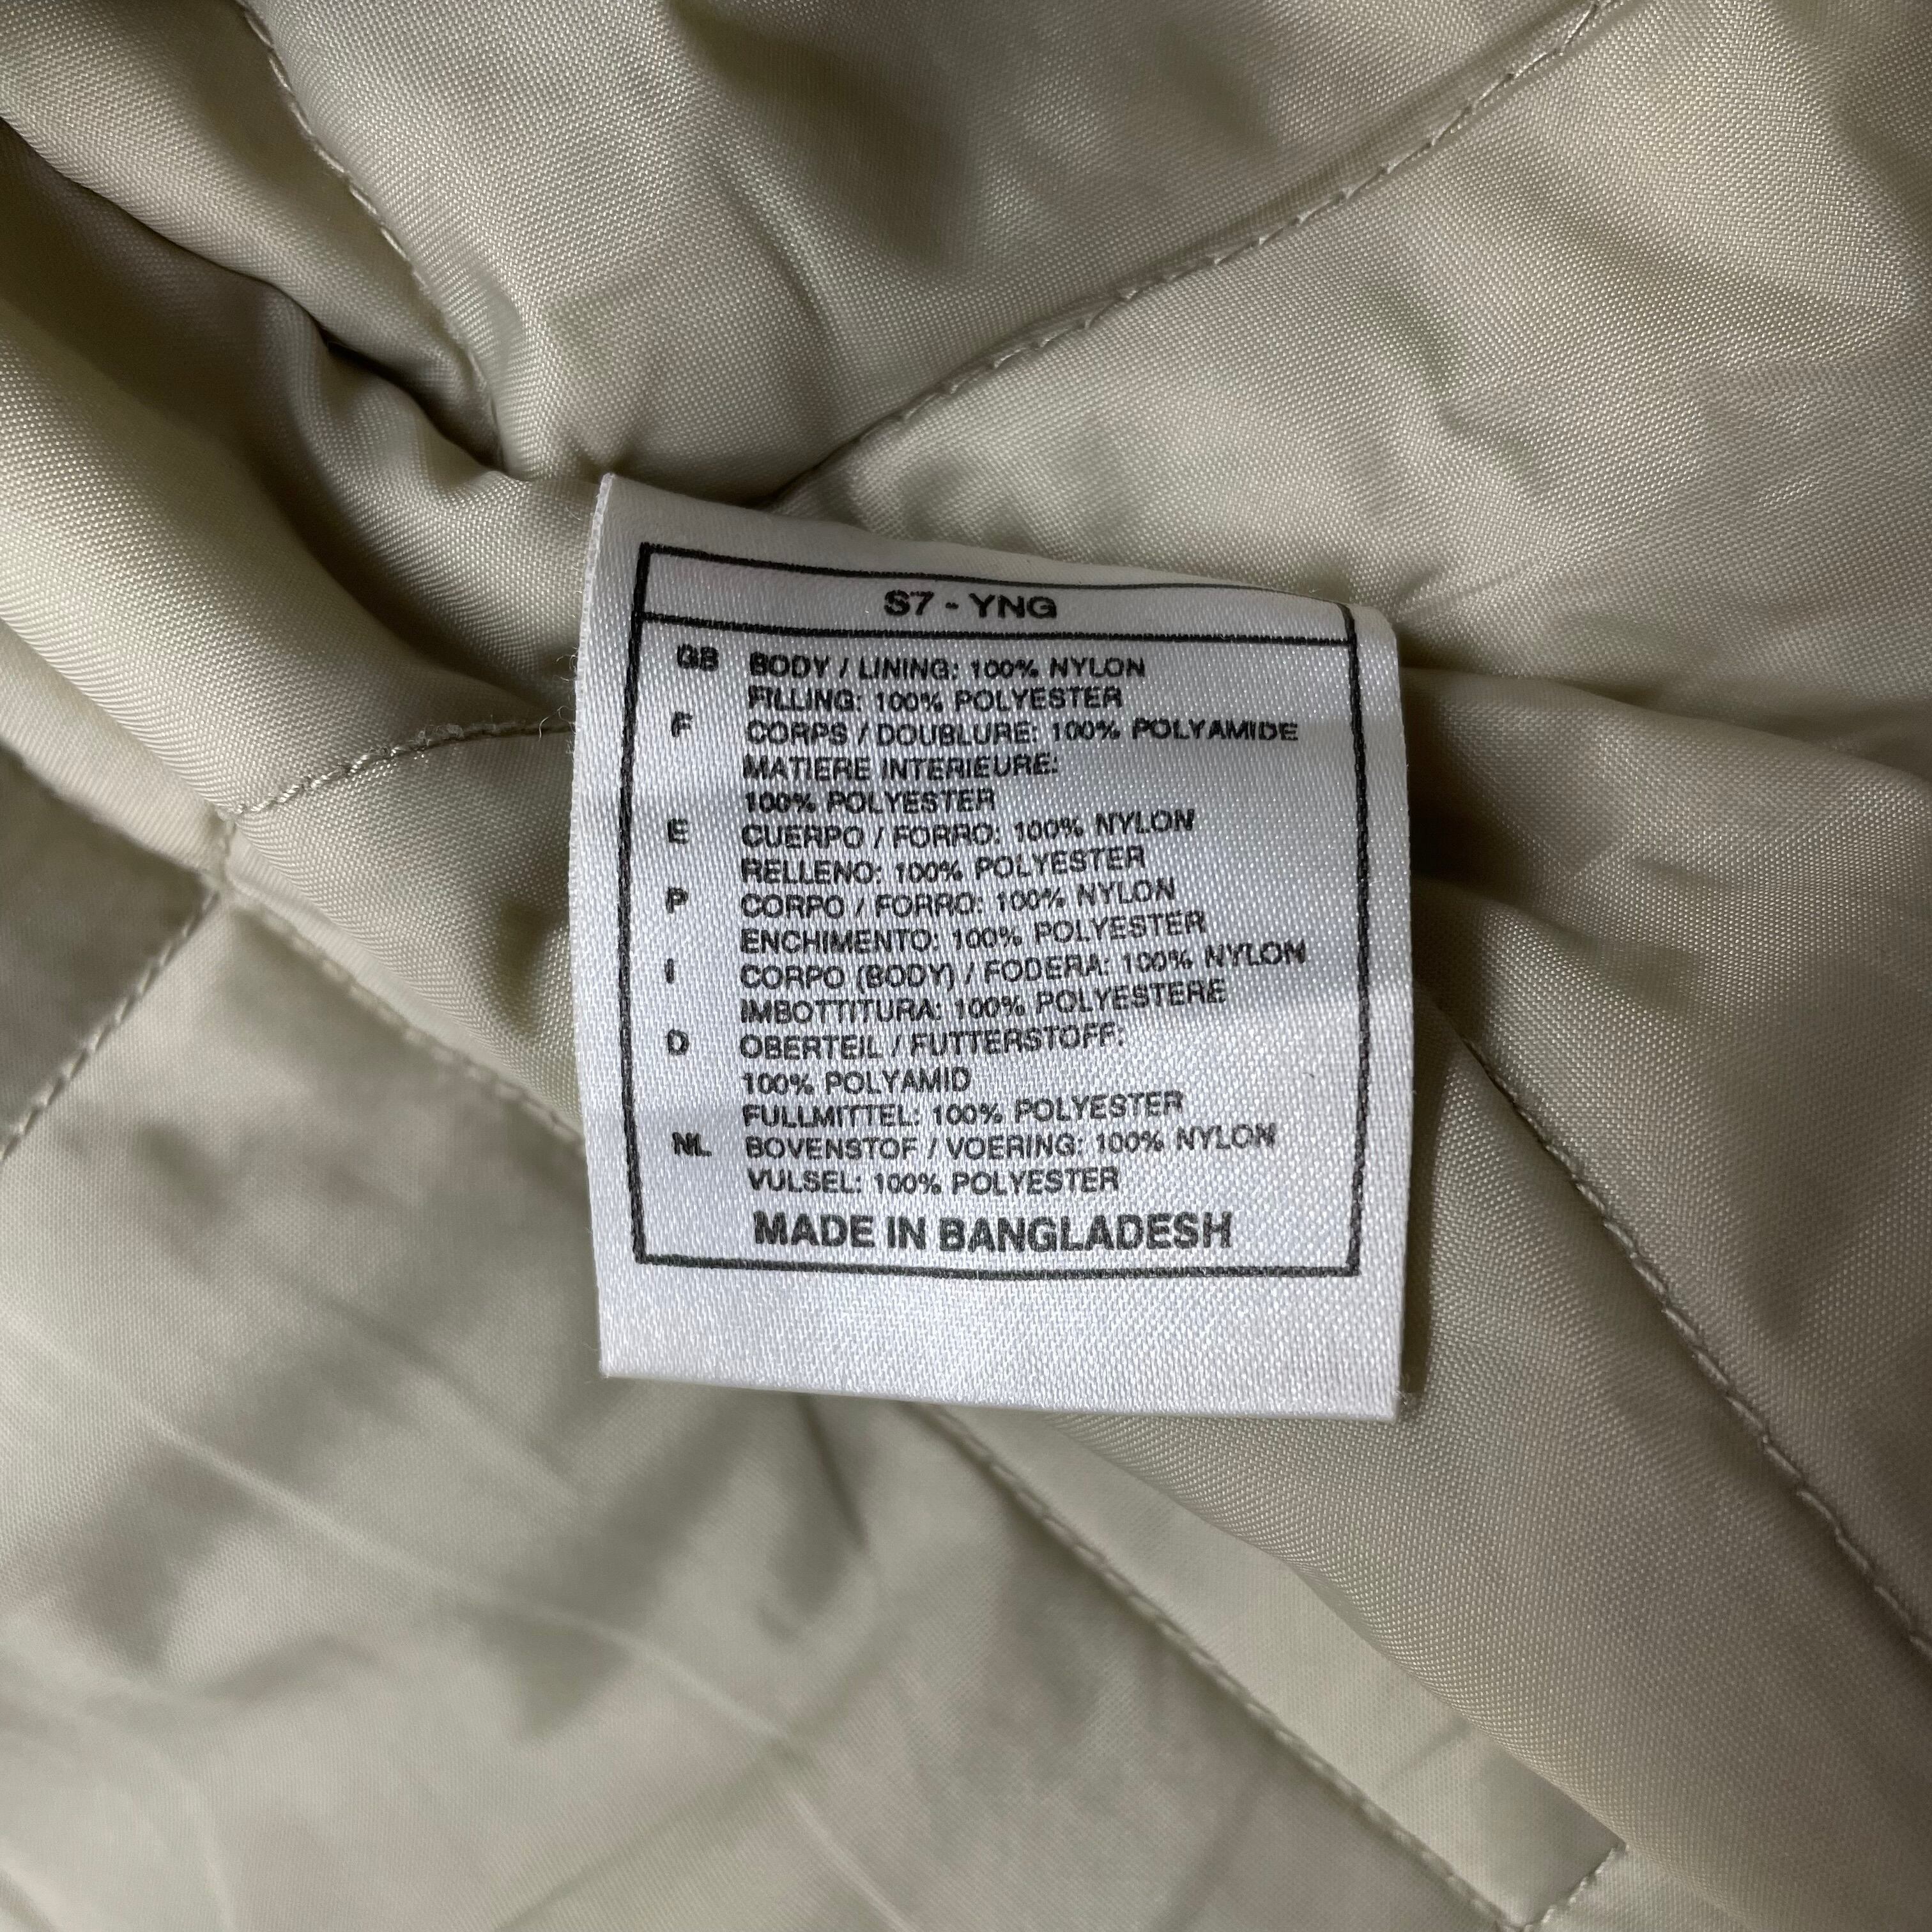 S7 - YNG
GB BODY / LINING: 100% NYLON
FILLING: 100% POLYESTER
F CORPS / DOUBLURE: 100% POLYAMIDE
MATIERE INTERIEURE:
100% POLYESTER
E CUERPO / FORRO: 100% NYLON
RELLENO: 100% POLYESTER
P CORPO / FORRO: 100% NYLON
ENCHIMENTO: 100% POLYESTER
I CORPO (BODY) / FODERA: 100% NYLON
IMBOTTITURA: 100% POLYESTERE
D OBERTEIL / FUTTERSTOFF:
100% POLYAMID
FULLMITTEL: 100% POLYESTER
NL BOVENSTOF / VOERING: 100% NYLON
VULSEL: 100% POLYESTER
MADE IN BANGLADESH